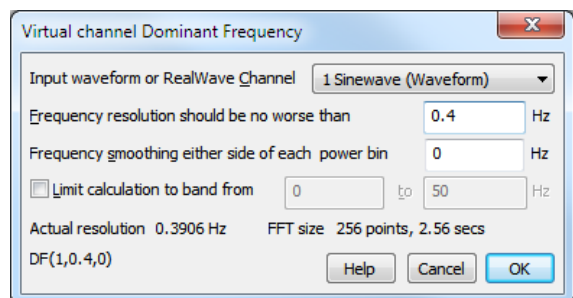 Virtual channel Dominant Frequency
Input waveform or RealWave Channel 1 Sinewave (Waveform)
Frequency resolution should be no worse than 0.4 Hz
Frequency smoothing either side of each power bin 0 Hz
Limit calculation to band from 0 to 50 Hz
Actual resolution 0.3906 Hz FFT size 256 points, 2.56 secs
DF(1,0.4,0) Help Cancel OK